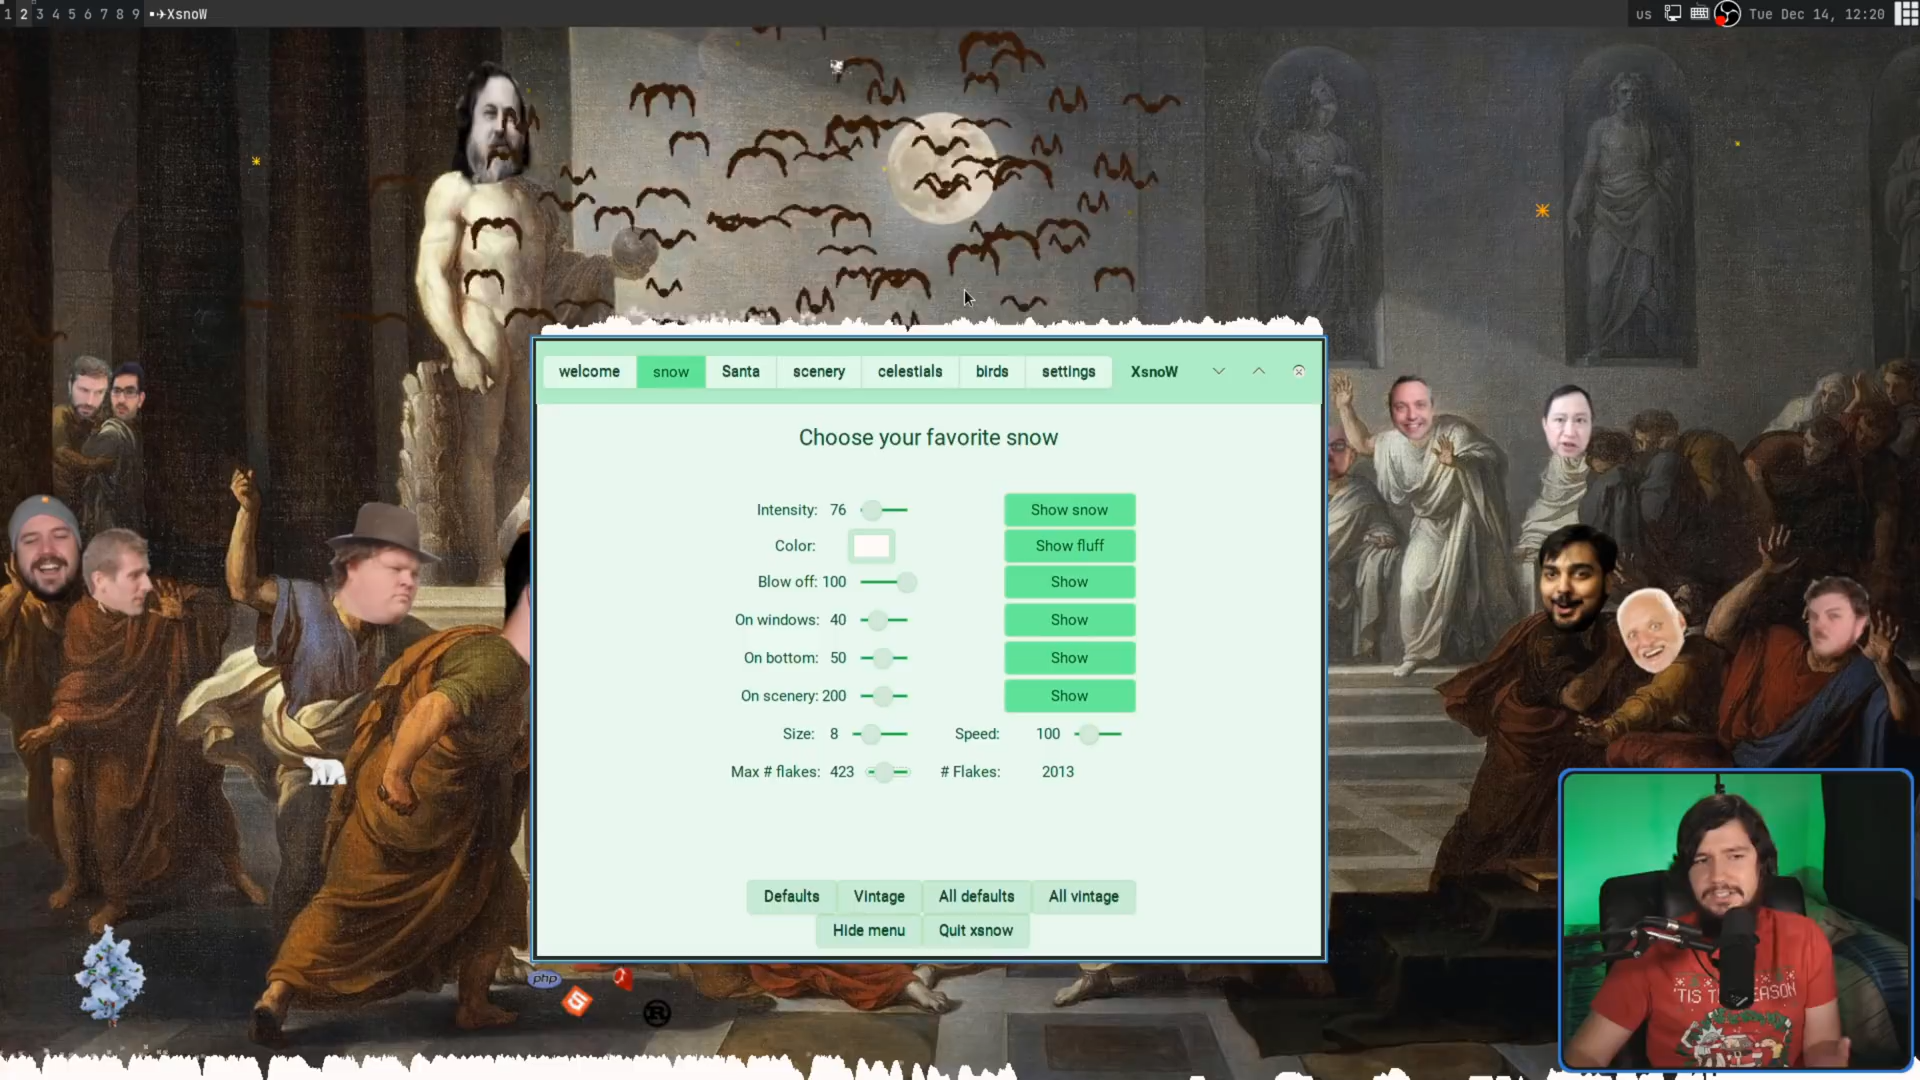 1 2 3 4 5 6 7 8 9 XsnoW
us Tue Dec 14, 12:20
welcome snow Santa scenery celestials birds settings XsnoW
Choose your favorite snow
Intensity: 76 Show snow
Color: Show fluff
Blow off: 100 Show
On windows: 40 Show
On bottom: 50 Show
On scenery: 200 Show
Size: 8 Speed: 100
Max # flakes: 423 # Flakes: 2013
Defaults Vintage All defaults All vintage
Hide menu Quit xsnow
php
5
R